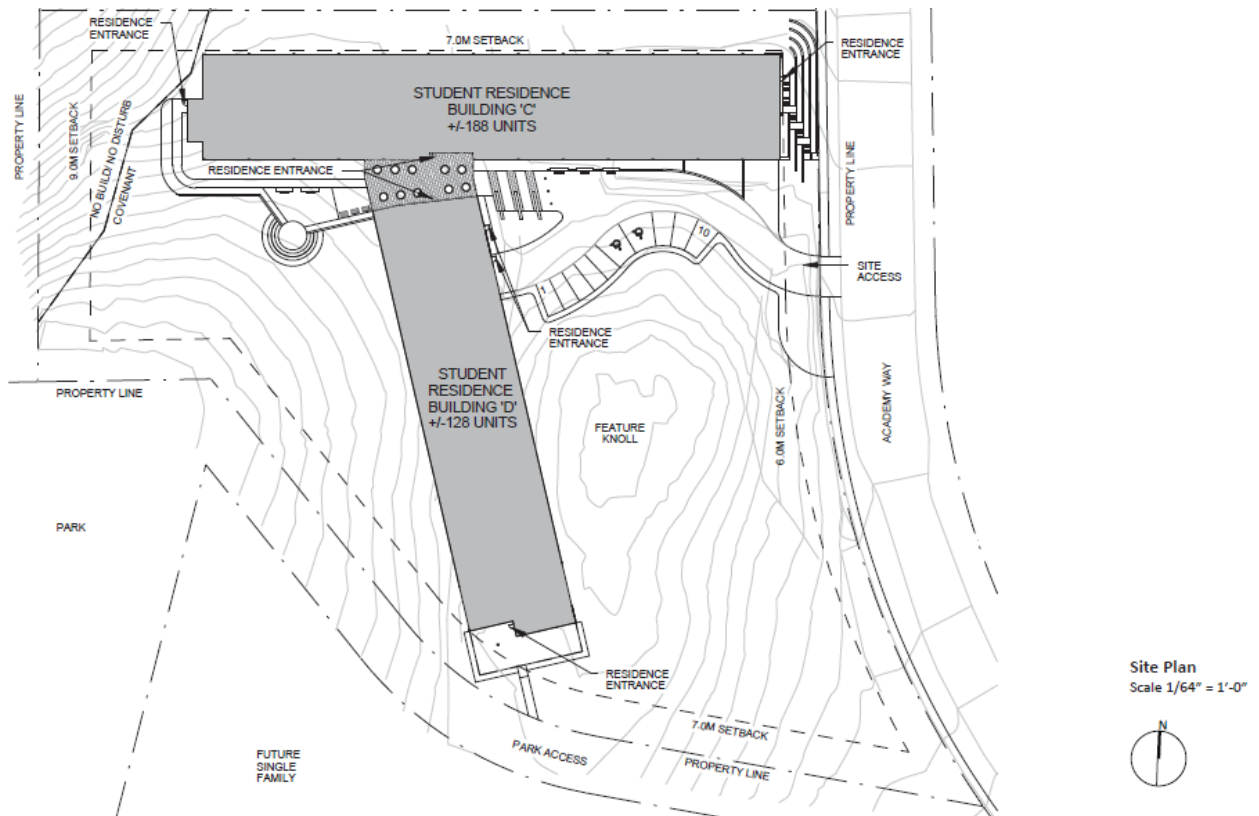 RESIDENCE
ENTRANCE
7.0M SETBACK
RESIDENCE
ENTRANCE
STUDENT RESIDENCE
BUILDING 'C'
+/-188 UNITS
PROPERTY LINE
9.0M SETBACK
NO BUILD/ NO DISTURB
COVENANT
RESIDENCE ENTRANCE
PROPERTY LINE
10
1
SITE
ACCESS
RESIDENCE
ENTRANCE
STUDENT
RESIDENCE
BUILDING 'D'
+/-128 UNITS
PROPERTY LINE
FEATURE
KNOLL
6.0M SETBACK
ACADEMY WAY
PARK
RESIDENCE
ENTRANCE
7.0M SETBACK
PARK ACCESS
PROPERTY LINE
FUTURE
SINGLE
FAMILY
Site Plan
Scale 1/64" = 1'-0"
N